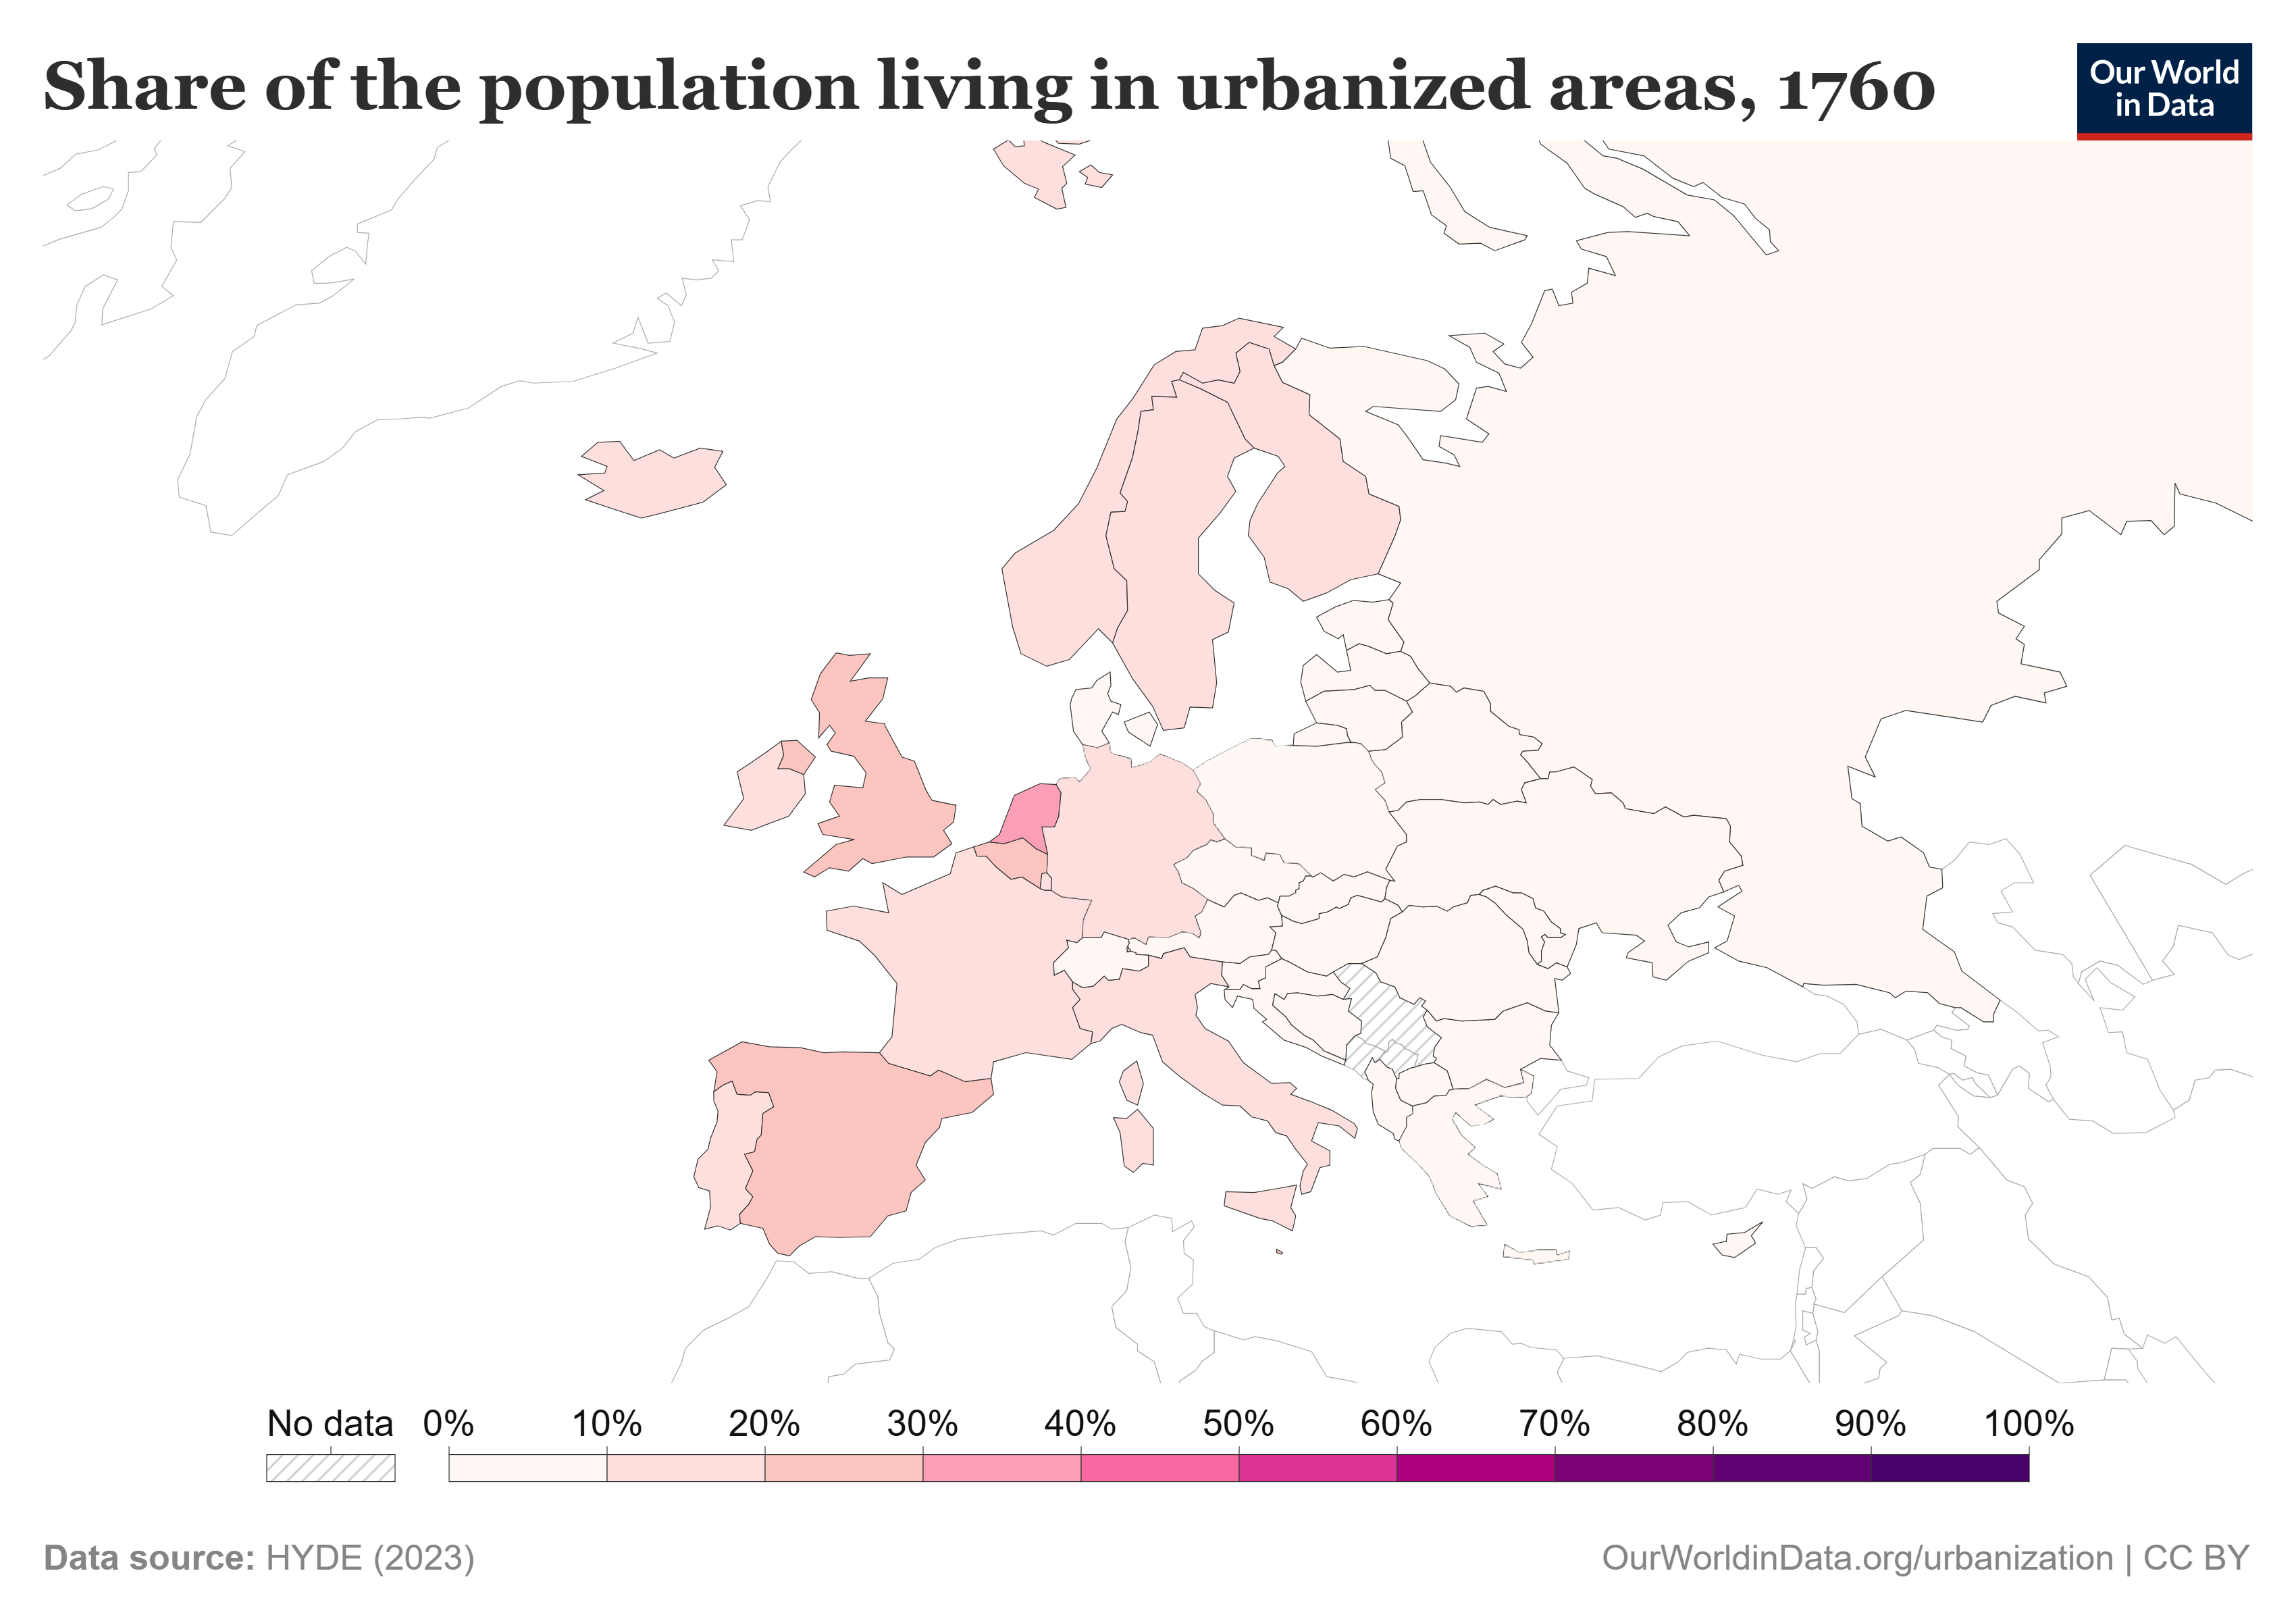 Share of the population living in urbanized areas, 1760
Our World
in Data
No data
0%
10%
20%
30%
40%
50%
60%
70%
80%
90%
100%
Data source: HYDE (2023)
OurWorldinData.org/urbanization | CC BY